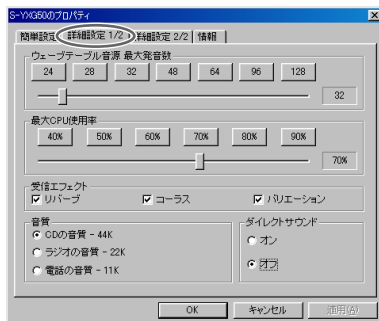 S-YXG50のプロパティ
簡単設定 詳細設定 1/2 詳細設定 2/2 情報
ウェーブテーブル音源 最大発音数
24 28 32 48 64 96 128
32
最大CPU使用率
40% 50% 60% 70% 80% 90%
70%
受信エフェクト
リバーブ コーラス バリエーション
音質
CDの音質 - 44K
ラジオの音質 - 22K
電話の音質 - 11K
ダイレクトサウンド
オン
オフ
OK キャンセル 適用(A)